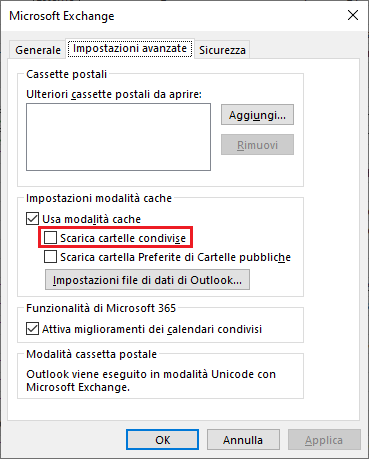 Microsoft Exchange
Generale Impostazioni avanzate Sicurezza
Cassette postali
Ulteriori cassette postali da aprire:
Aggiungi...
Rimuovi
Impostazioni modalità cache
Usa modalità cache
Scarica cartelle condivise
Scarica cartella Preferite di Cartelle pubbliche
Impostazioni file di dati di Outlook...
Funzionalità di Microsoft 365
Attiva miglioramenti dei calendari condivisi
Modalità cassetta postale
Outlook viene eseguito in modalità Unicode con
Microsoft Exchange.
OK Annulla Applica